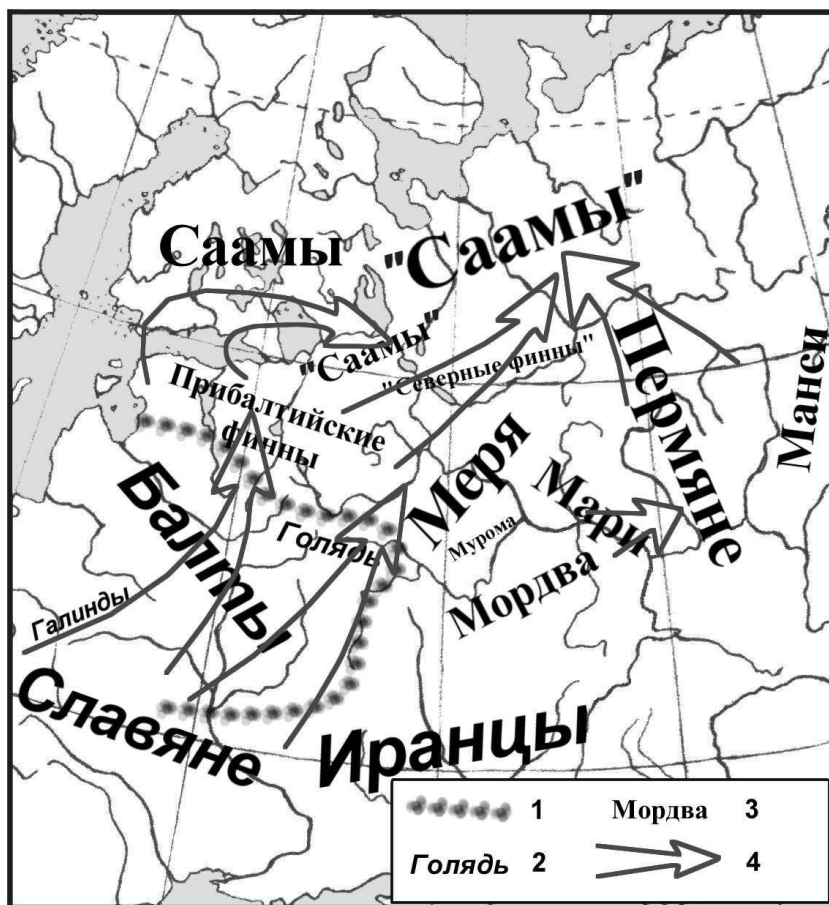 Саамы
"Саамы"
"Саамы"
"Северные финны"
Прибалтийские
финны
Пермяне
Манси
Меря
Мари
Мурома
Мордва
Балты
Голядь
Галинды
Славяне
Иранцы
1
Мордва 3
Голядь 2
4